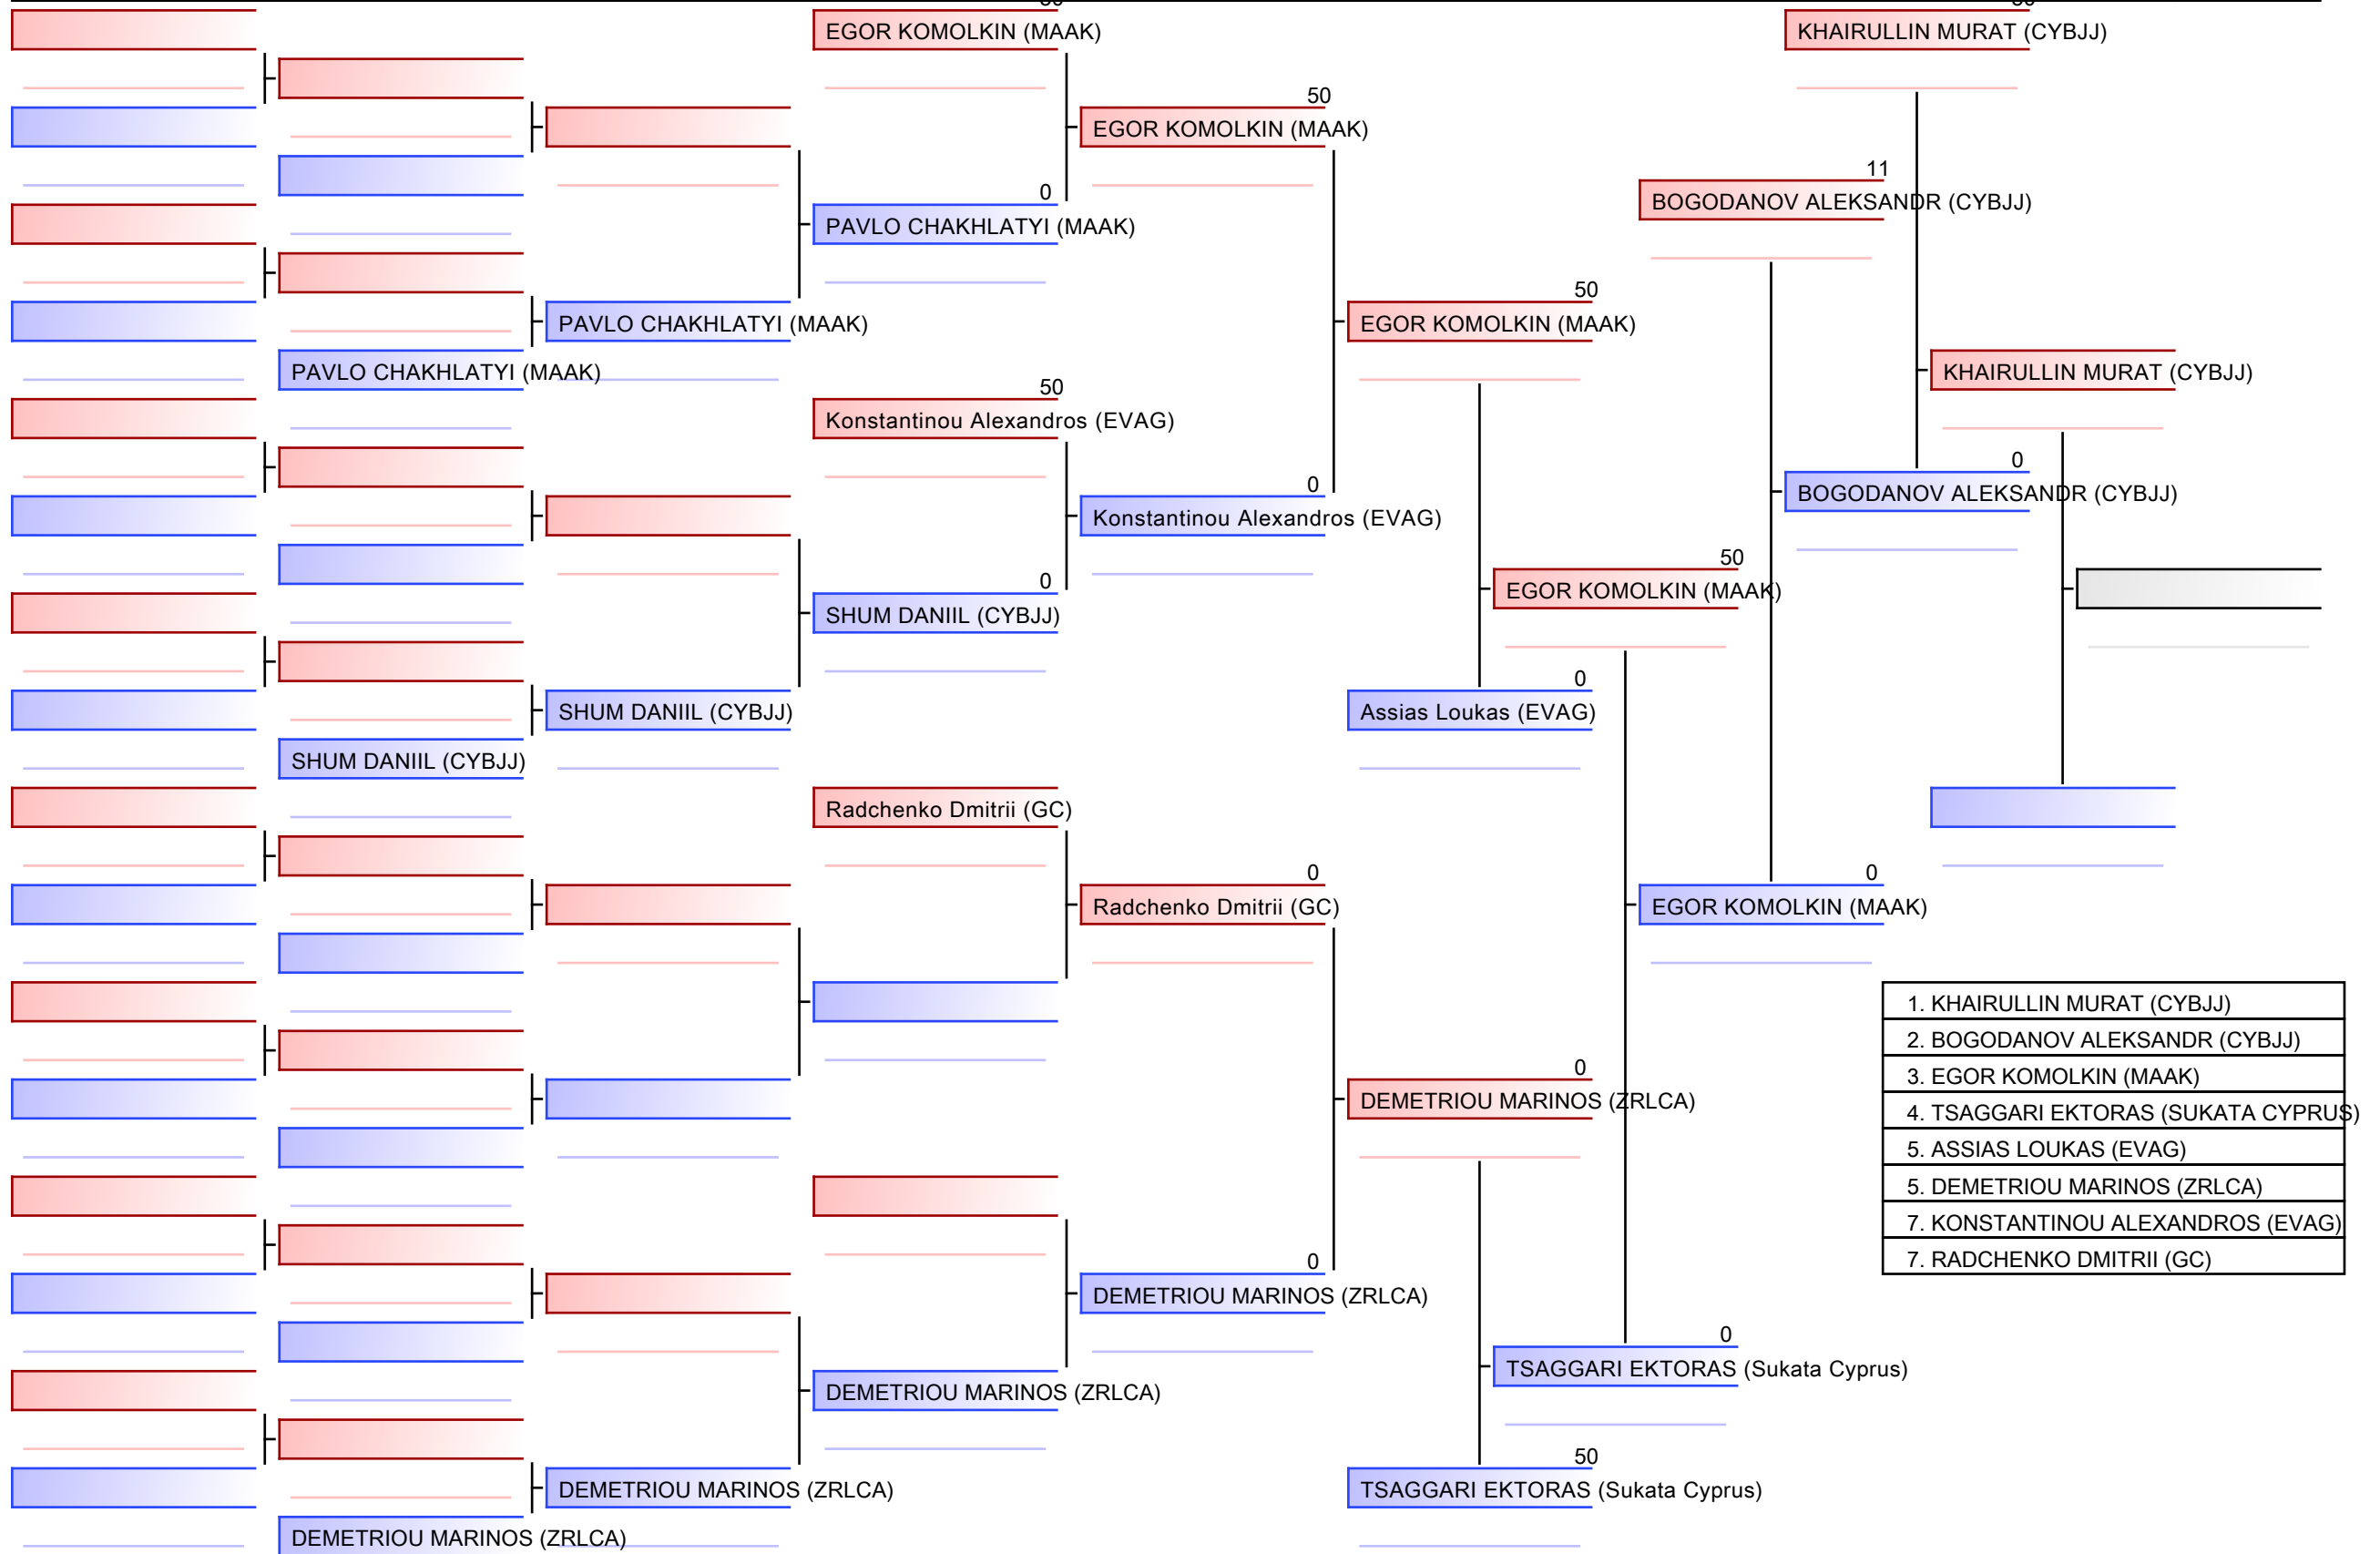 EGOR KOMOLKIN (MAAK)
KHAIRULLIN MURAT (CYBJJ)
50
EGOR KOMOLKIN (MAAK)
11
BOGODANOV ALEKSANDR (CYBJJ)
0
PAVLO CHAKHLATYI (MAAK)
50
EGOR KOMOLKIN (MAAK)
PAVLO CHAKHLATYI (MAAK)
KHAIRULLIN MURAT (CYBJJ)
PAVLO CHAKHLATYI (MAAK)
50
Konstantinou Alexandros (EVAG)
0
BOGODANOV ALEKSANDR (CYBJJ)
0
Konstantinou Alexandros (EVAG)
50
EGOR KOMOLKIN (MAAK)
0
SHUM DANIIL (CYBJJ)
0
Assias Loukas (EVAG)
SHUM DANIIL (CYBJJ)
SHUM DANIIL (CYBJJ)
Radchenko Dmitrii (GC)
0
Radchenko Dmitrii (GC)
0
EGOR KOMOLKIN (MAAK)
1. KHAIRULLIN MURAT (CYBJJ)
2. BOGODANOV ALEKSANDR (CYBJJ)
3. EGOR KOMOLKIN (MAAK)
4. TSAGGARI EKTORAS (SUKATA CYPRUS)
5. ASSIAS LOUKAS (EVAG)
5. DEMETRIOU MARINOS (ZRLCA)
7. KONSTANTINOU ALEXANDROS (EVAG)
7. RADCHENKO DMITRII (GC)
0
DEMETRIOU MARINOS (ZRLCA)
0
DEMETRIOU MARINOS (ZRLCA)
0
TSAGGARI EKTORAS (Sukata Cyprus)
DEMETRIOU MARINOS (ZRLCA)
50
TSAGGARI EKTORAS (Sukata Cyprus)
DEMETRIOU MARINOS (ZRLCA)
DEMETRIOU MARINOS (ZRLCA)